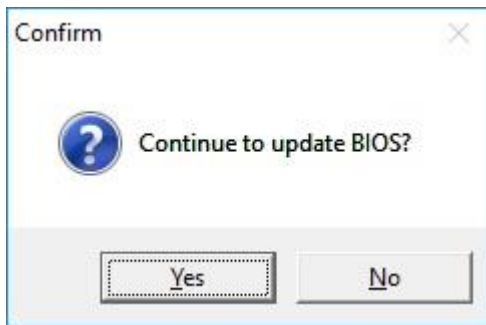 Confirm
Continue to update BIOS?
Yes
No